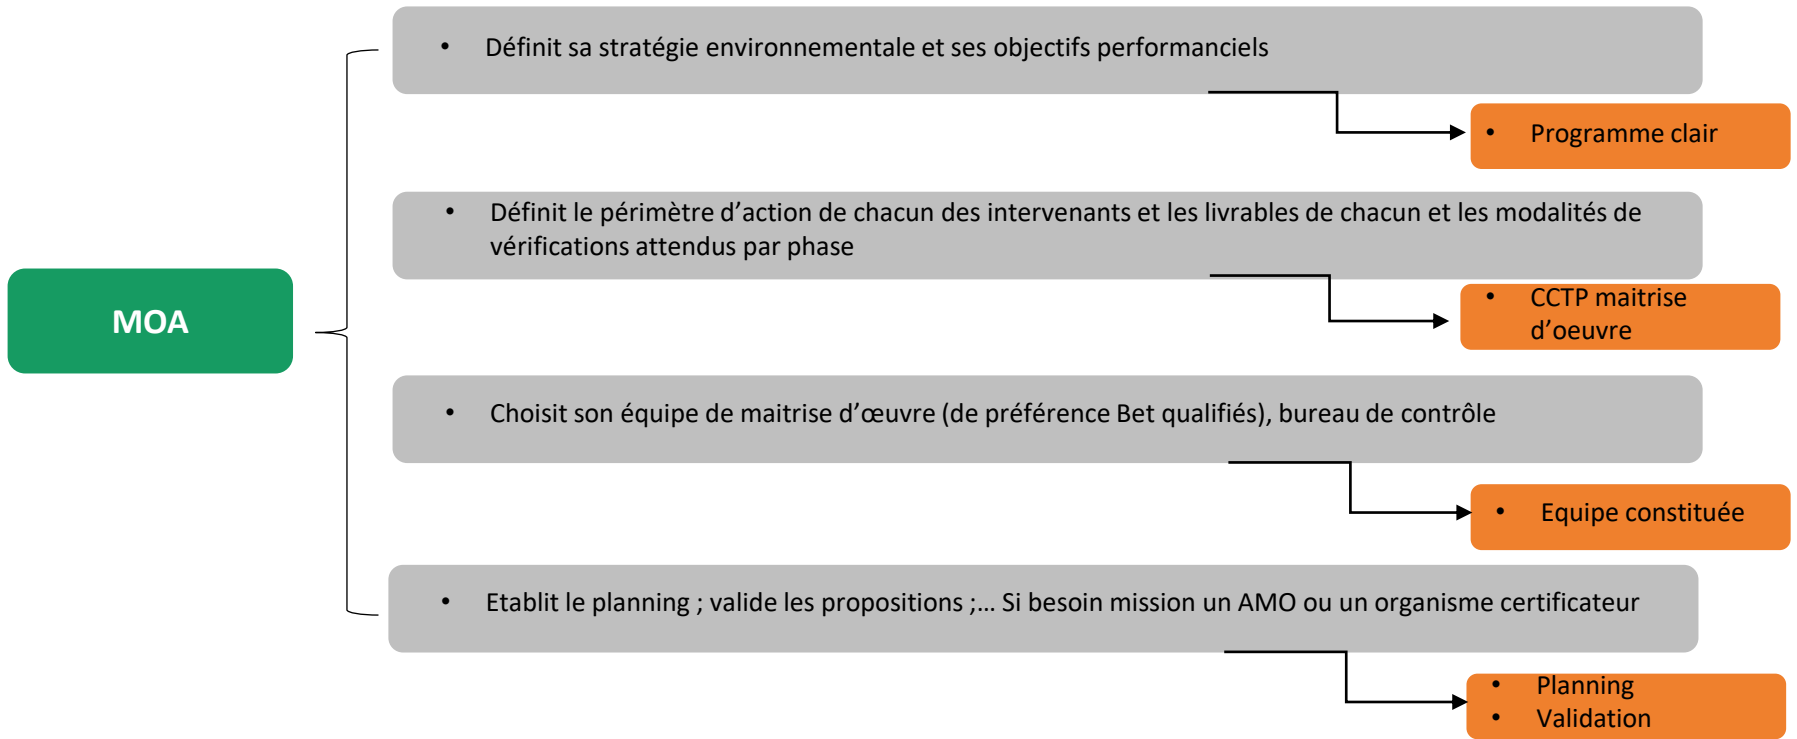 • Définit sa stratégie environnementale et ses objectifs performanciels
• Programme clair
• Définit le périmètre d’action de chacun des intervenants et les livrables de chacun et les modalités de
vérifications attendus par phase
MOA
• CCTP maitrise
d’oeuvre
• Choisit son équipe de maitrise d’œuvre (de préférence Bet qualifiés), bureau de contrôle
• Equipe constituée
• Etablit le planning ; valide les propositions ;... Si besoin mission un AMO ou un organisme certificateur
• Planning
• Validation